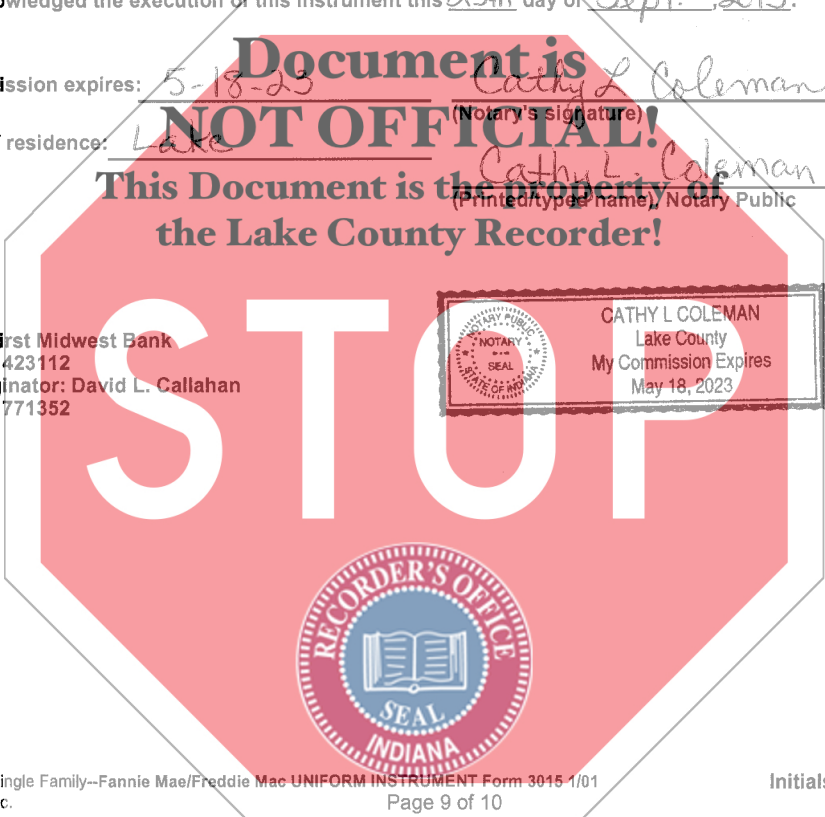 owledged the execution of this instrument this day of Sept. , 2015.
Document is
ission expires: 5-18-23 Cathy L Coleman
(Notary's signature)
NOT OFFICIAL!
residence: Lake Cathy L. Coleman
(Printed/typed name), Notary Public
This Document is the property of
the Lake County Recorder!
CATHY L COLEMAN
Lake County
My Commission Expires
May 18, 2023
NOTARY PUBLIC
NOTARY
SEAL
STATE OF INDIANA
irst Midwest Bank
423112
ginator: David L. Callahan
771352
STOP
RECORDER'S OFFICE
SEAL
INDIANA
ingle Family--Fannie Mae/Freddie Mac UNIFORM INSTRUMENT Form 3015 1/01 Initials
c. Page 9 of 10